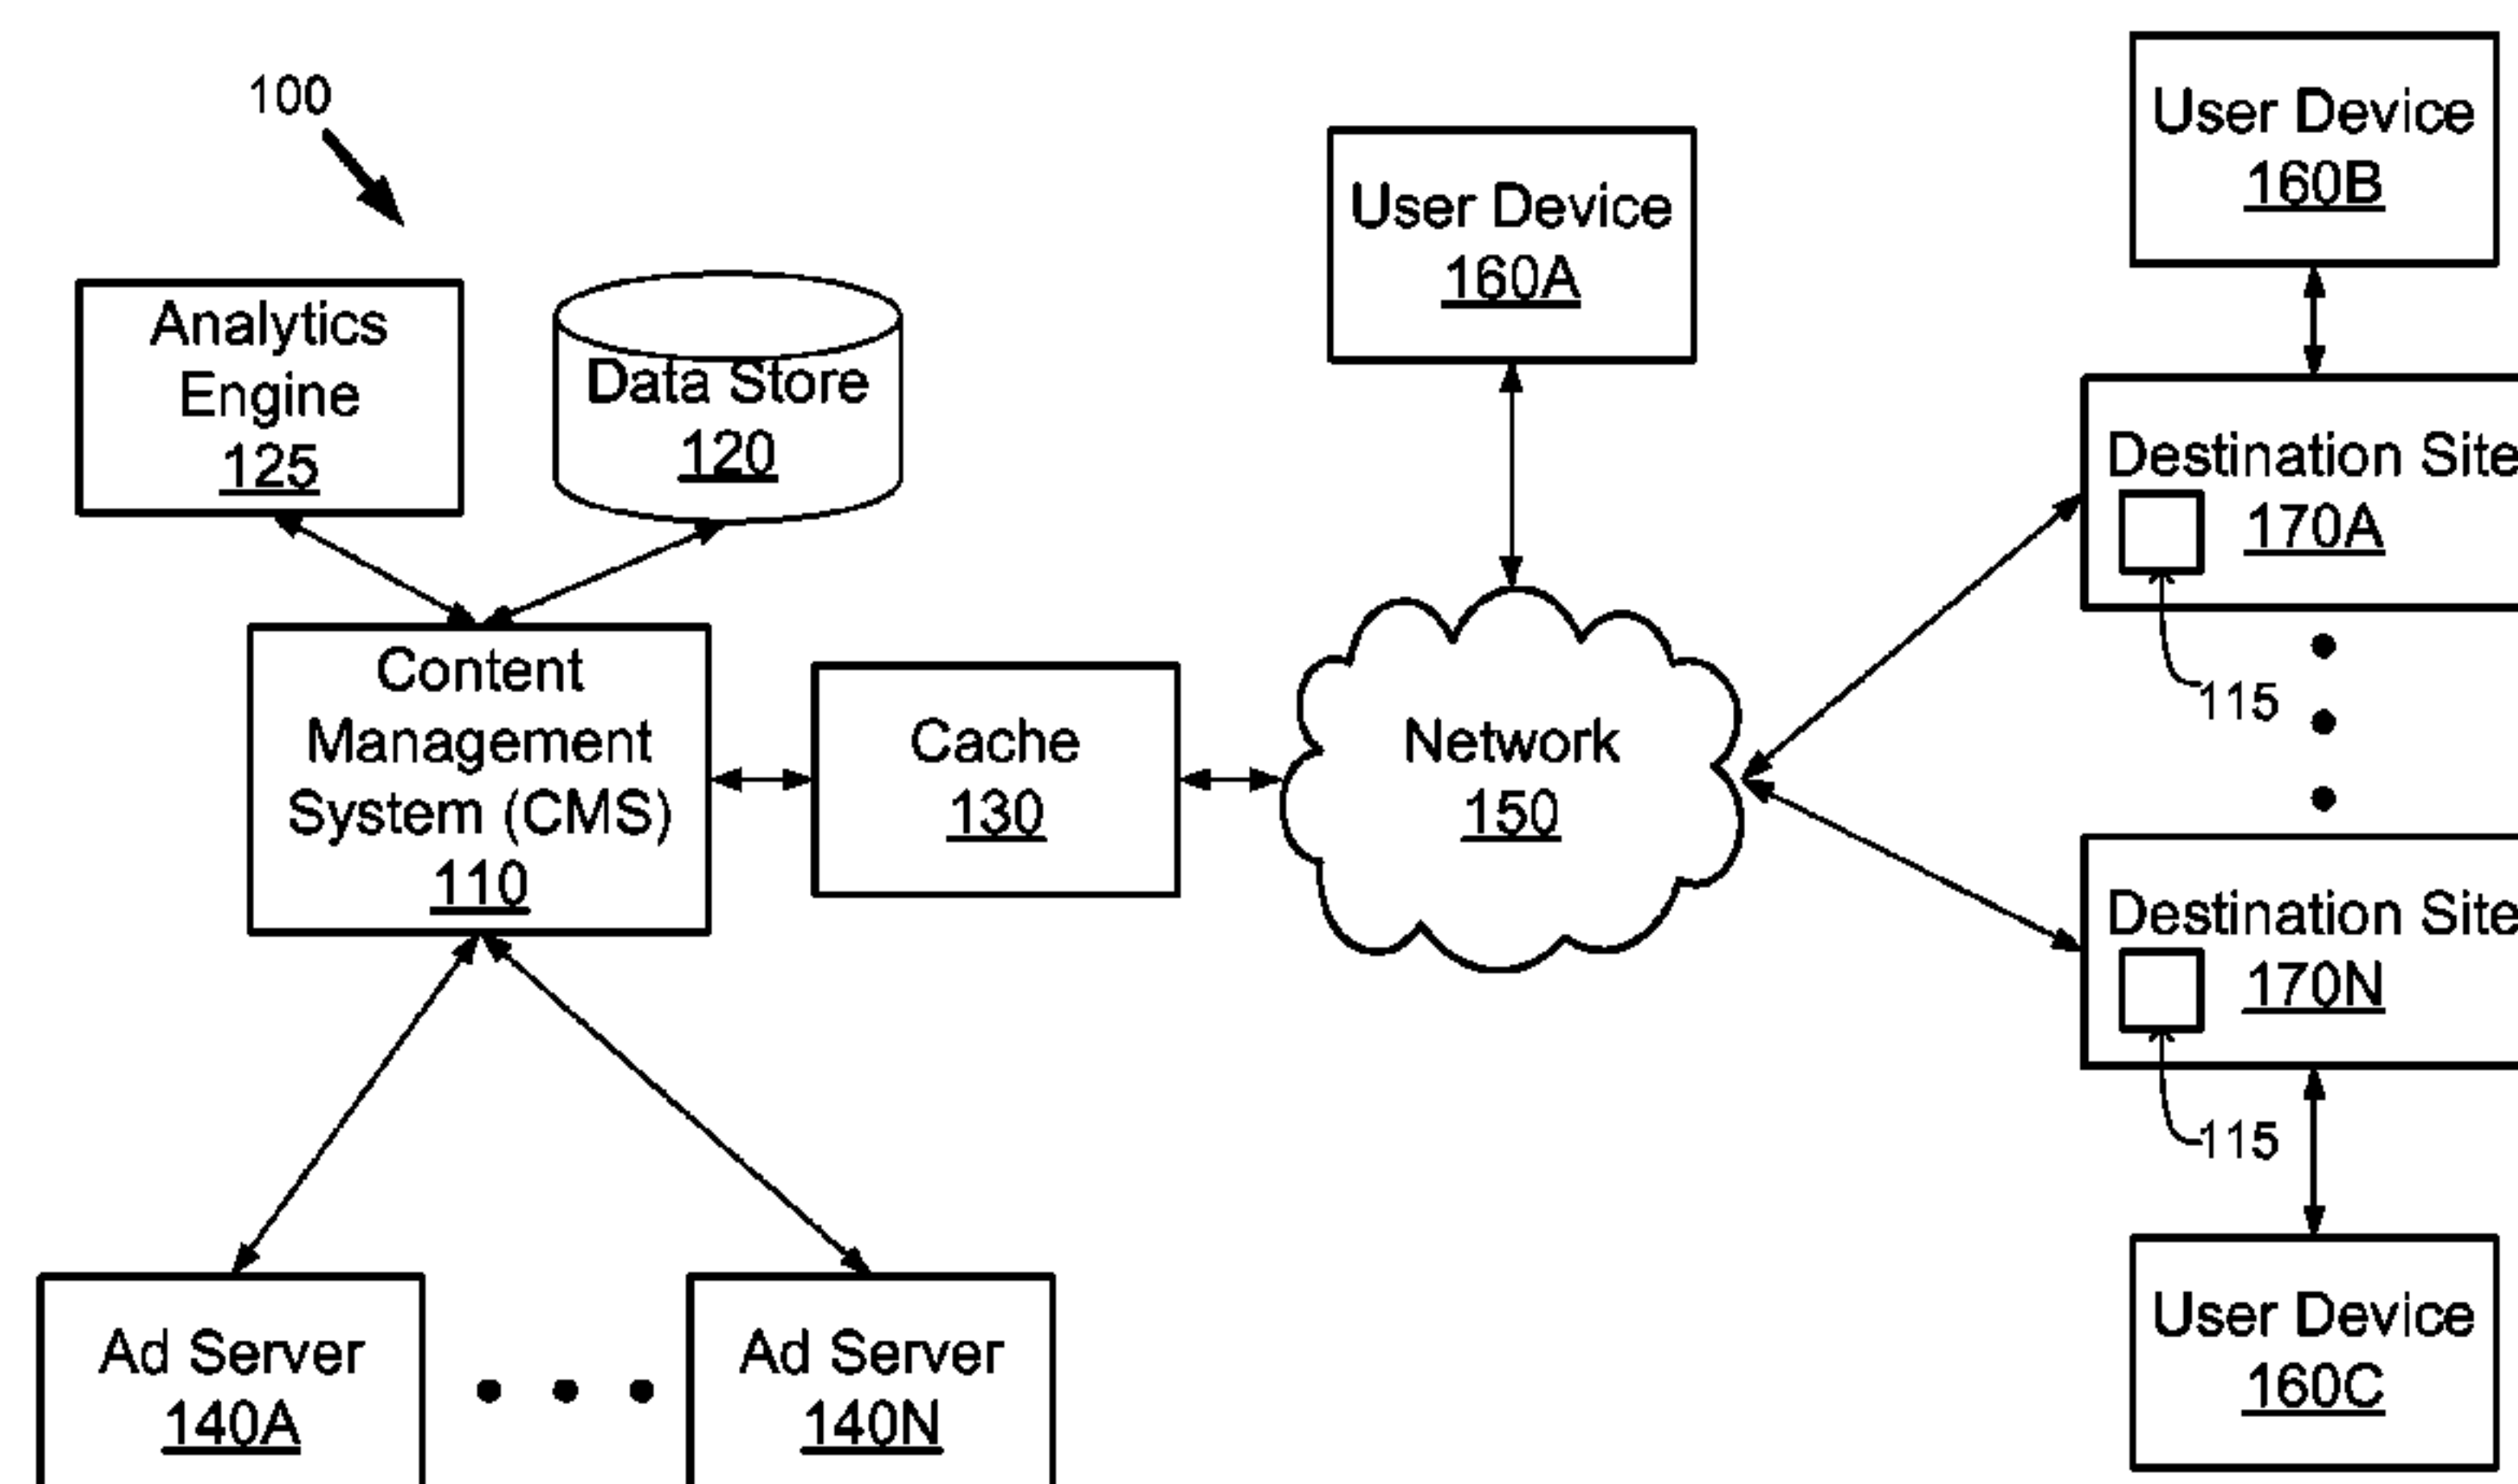 100
User Device
160B
User Device
160A
Analytics
Engine
125
Data Store
120
Destination Site
170A
115
Content
Management
System (CMS)
110
Cache
130
Network
150
Destination Site
170N
115
Ad Server
140A
Ad Server
140N
User Device
160C